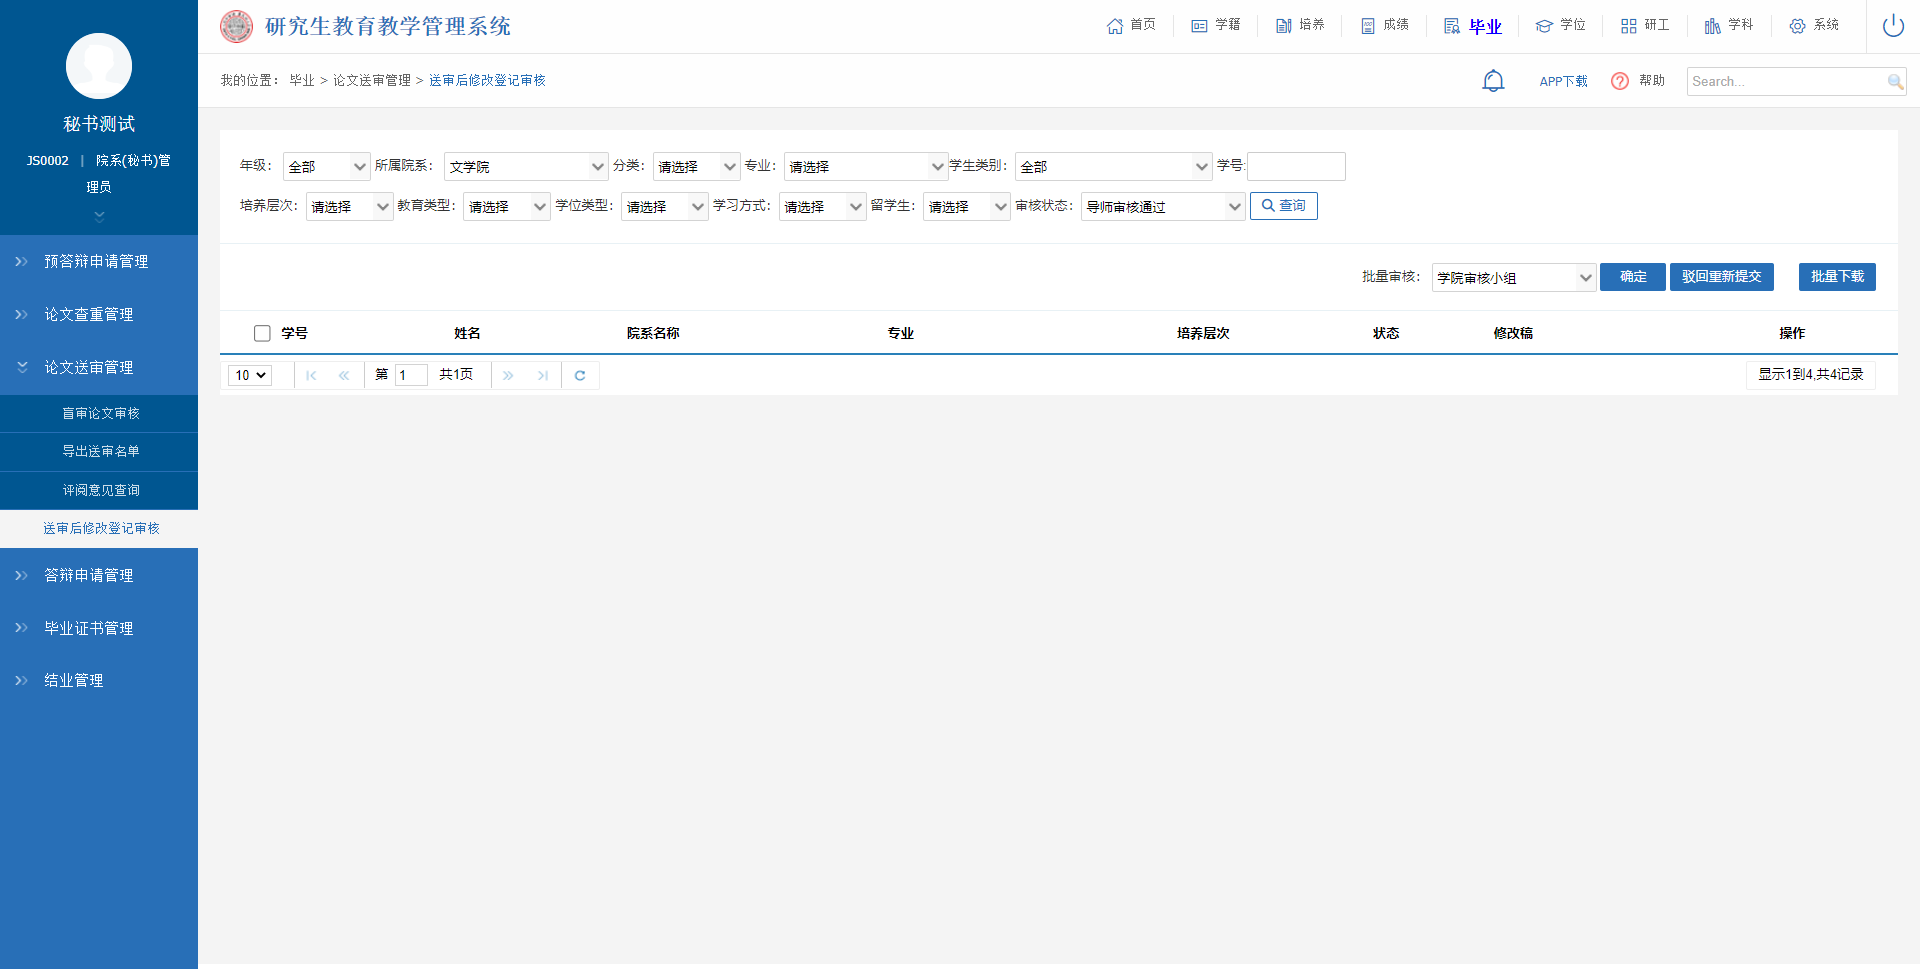 研究生教育教学管理系统
首页 学籍 培养 成绩 毕业 学位 研工 学科 系统
秘书测试
JS0002 | 院系(秘书)管
理员
我的位置： 毕业 > 论文送审管理 > 送审后修改登记审核
APP下载 帮助 Search...
预答辩申请管理
论文查重管理
论文送审管理
盲审论文审核
导出送审名单
评阅意见查询
送审后修改登记审核
答辩申请管理
毕业证书管理
结业管理
年级： 全部 所属院系： 文学院 分类： 请选择 专业： 请选择 学生类别： 全部 学号:
培养层次： 请选择 教育类型： 请选择 学位类型： 请选择 学习方式： 请选择 留学生： 请选择 审核状态： 导师审核通过 查询
批量审核： 学院审核小组 确定 驳回重新提交 批量下载
学号 姓名 院系名称 专业 培养层次 状态 修改稿 操作
10 第 1 共1页 显示1到4,共4记录